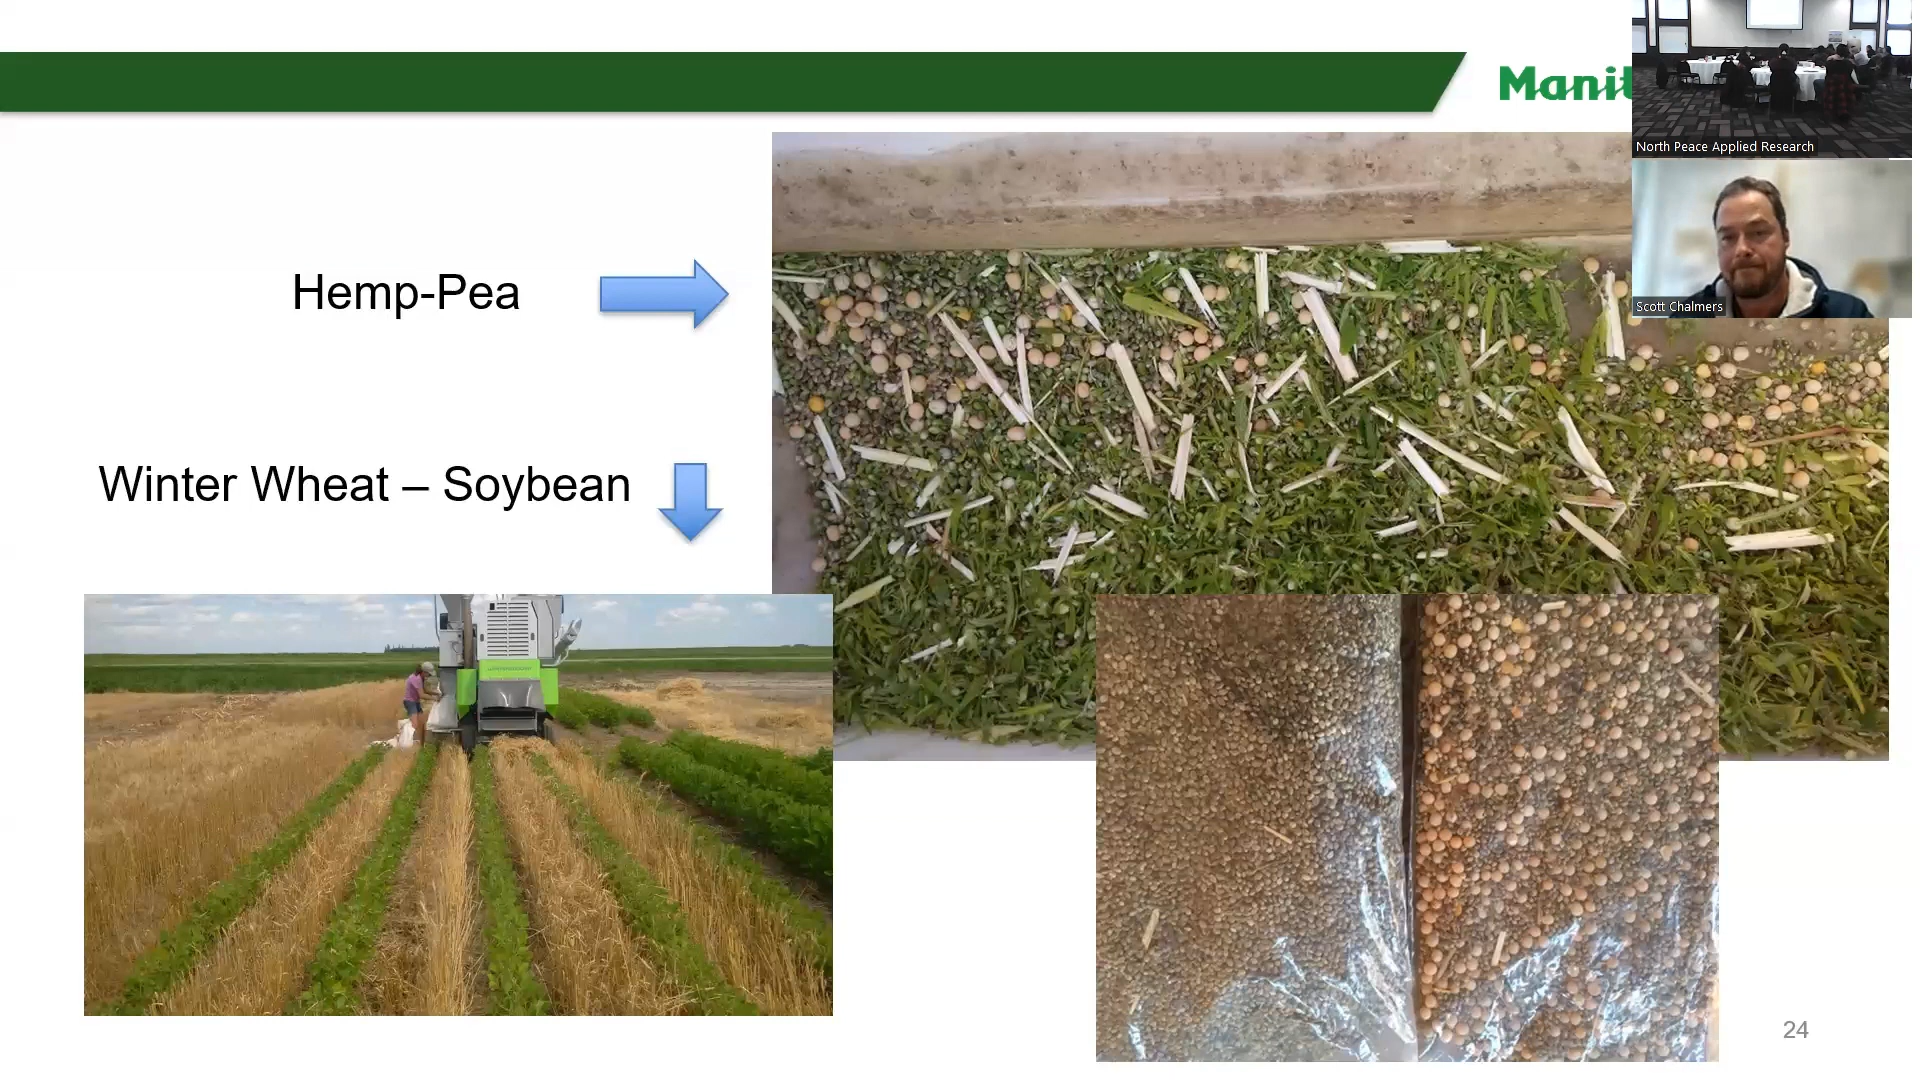 Manit
North Peace Applied Research
Scott Chalmers
Hemp-Pea
Winter Wheat – Soybean
24